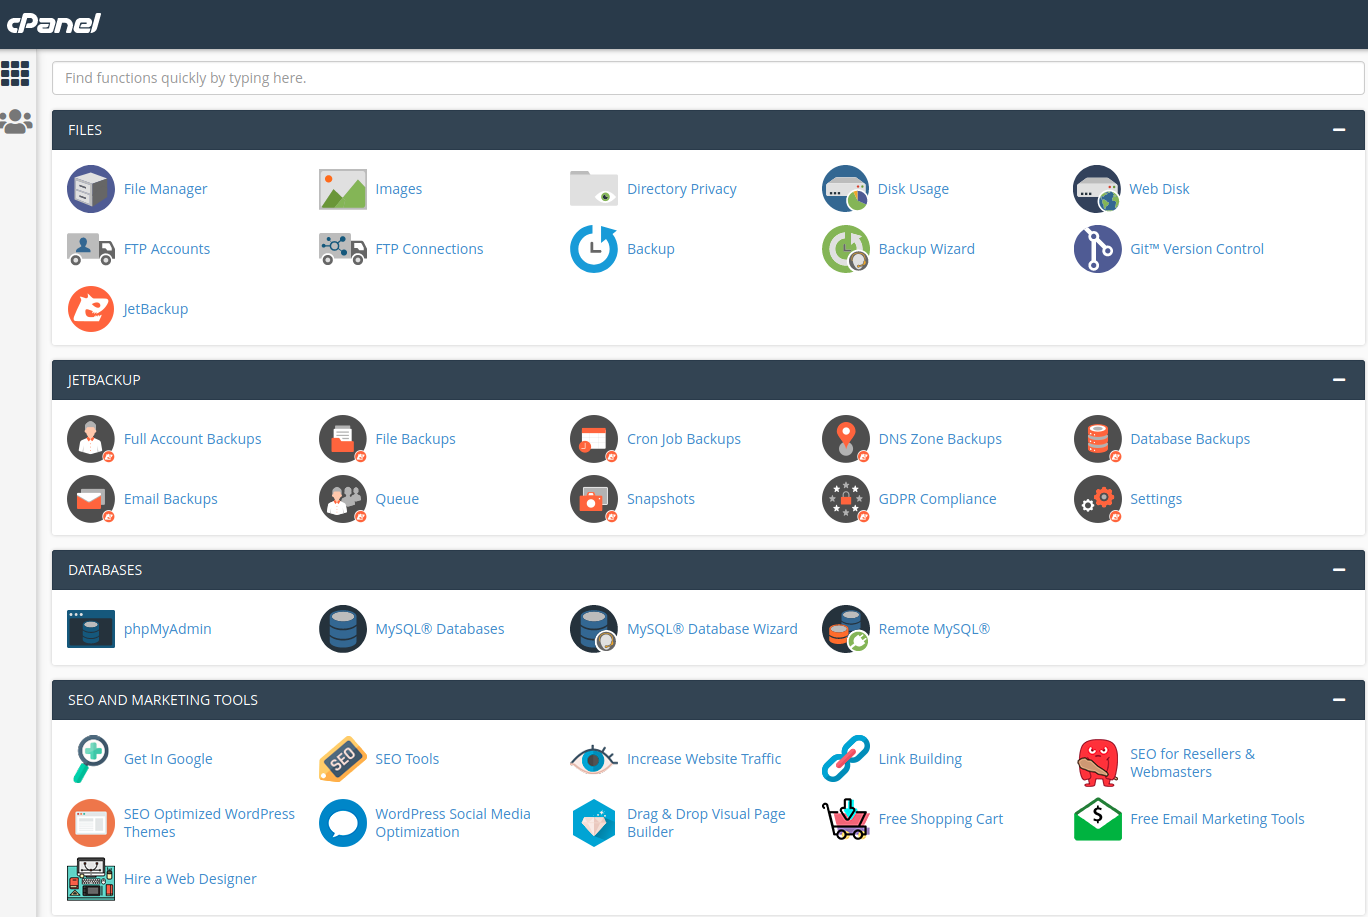 cPanel
Find functions quickly by typing here.
FILES
File Manager
Images
Directory Privacy
Disk Usage
Web Disk
FTP Accounts
FTP Connections
Backup
Backup Wizard
Git™ Version Control
JetBackup
JETBACKUP
Full Account Backups
File Backups
Cron Job Backups
DNS Zone Backups
Database Backups
Email Backups
Queue
Snapshots
GDPR Compliance
Settings
DATABASES
phpMyAdmin
MySQL® Databases
MySQL® Database Wizard
Remote MySQL®
SEO AND MARKETING TOOLS
Get In Google
SEO
SEO Tools
Increase Website Traffic
Link Building
SEO for Resellers &
Webmasters
SEO Optimized WordPress
Themes
WordPress Social Media
Optimization
Drag & Drop Visual Page
Builder
Free Shopping Cart
$
Free Email Marketing Tools
Hire a Web Designer